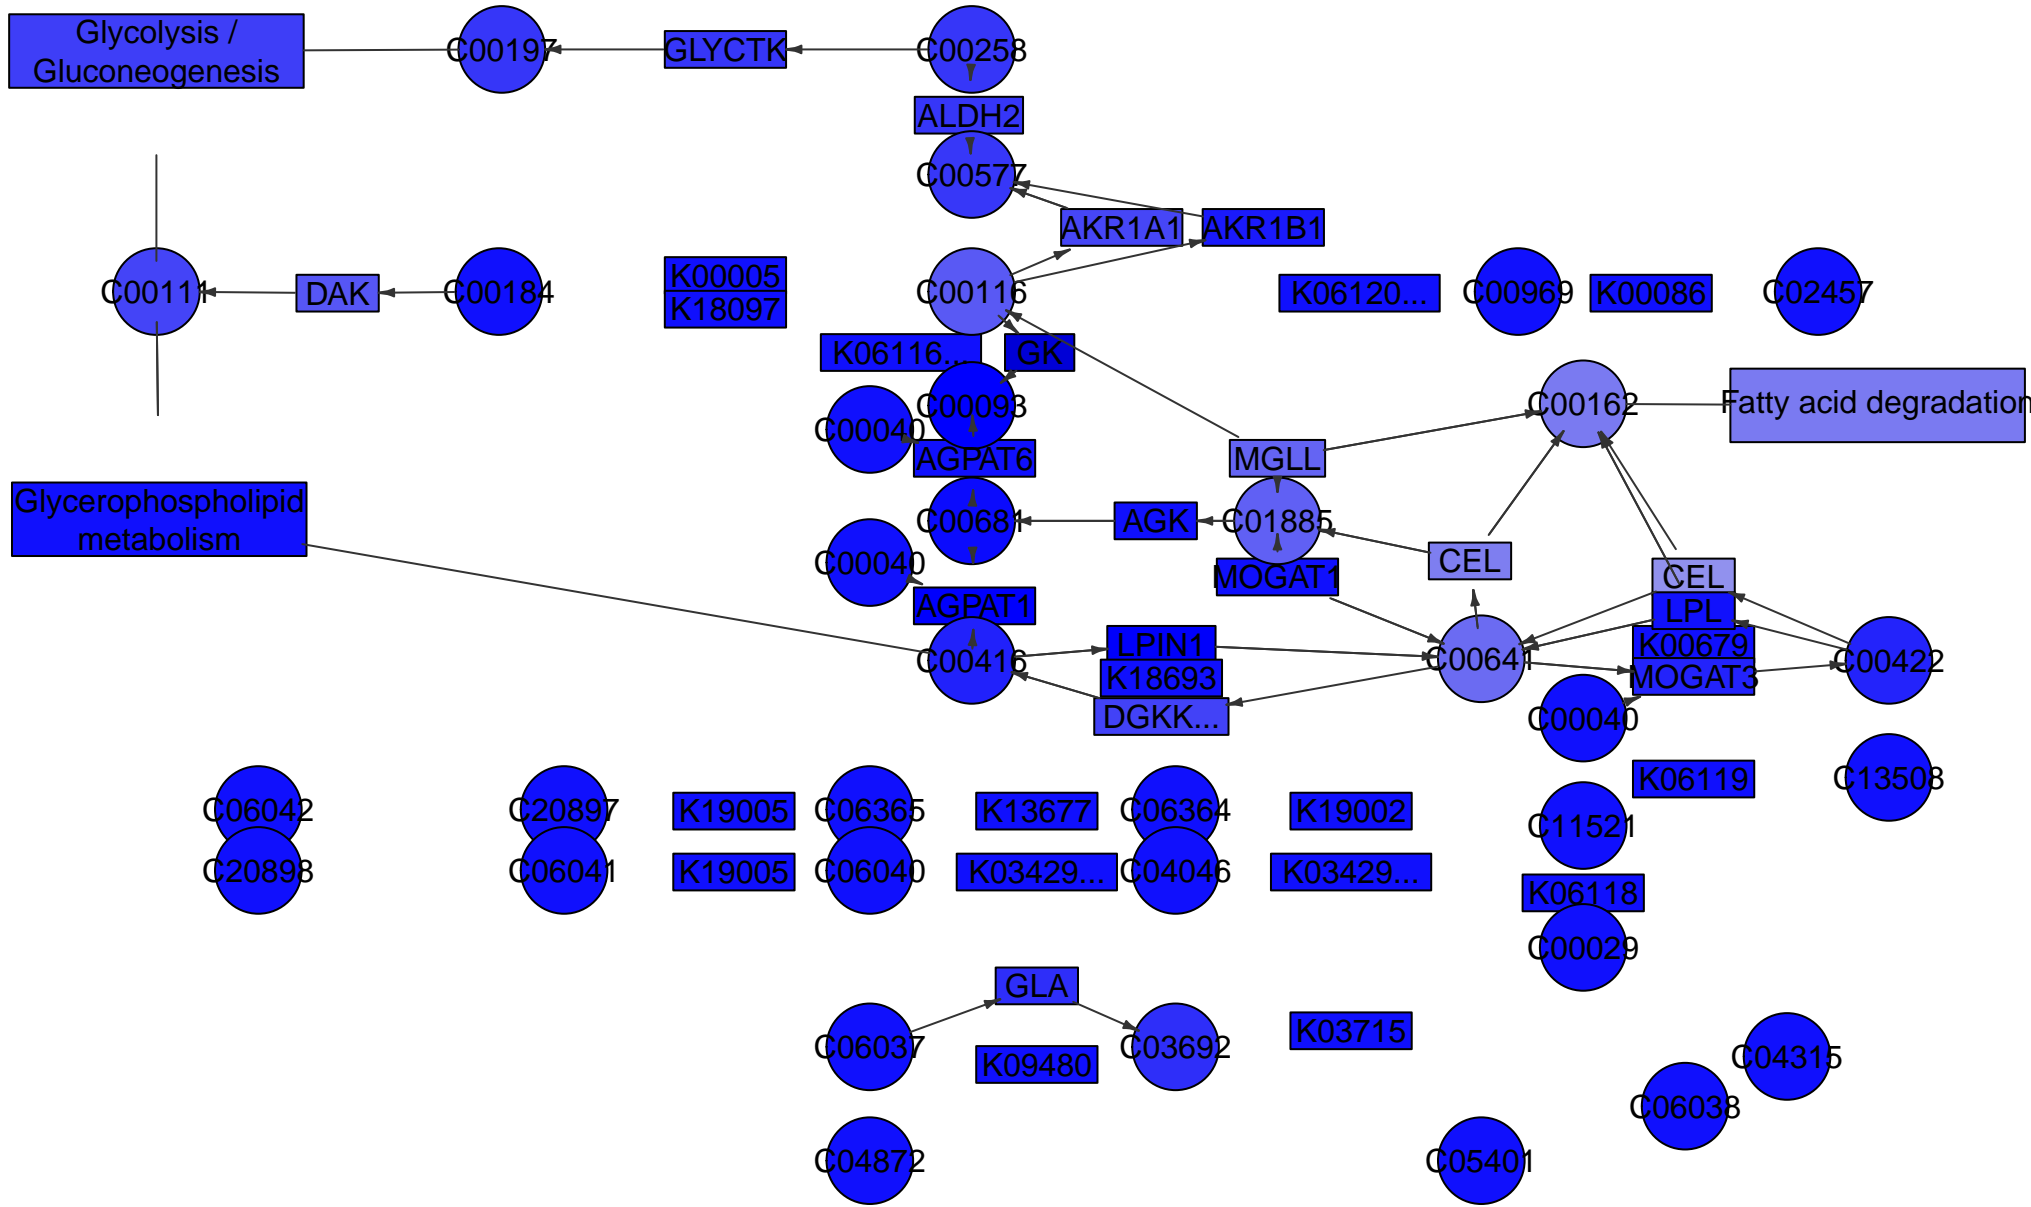 Glycolysis /
Gluconeogenesis
C00197
GLYCTK
C00258
ALDH2
C00577
AKR1A1
AKR1B1
C00111
DAK
C00184
K00005
K18097
C00116
K06120...
C00969
K00086
C02457
K06116...
GK
C00093
C00040
AGPAT6
MGLL
C00162
Fatty acid degradation
Glycerophospholipid
metabolism
C00681
AGK
C01885
C00040
MOGAT1
CEL
CEL
LPL
AGPAT1
C00416
LPIN1
K18693
DGKK...
C00641
K00679
MOGAT3
C00422
C00040
C06042
C20897
K19005
C06365
K13677
C06364
K19002
C11521
K06119
C13508
C20898
C06041
K19005
C06040
K03429...
C04046
K03429...
K06118
C00029
GLA
C06037
K09480
C03692
K03715
C04315
C06038
C04872
C05401